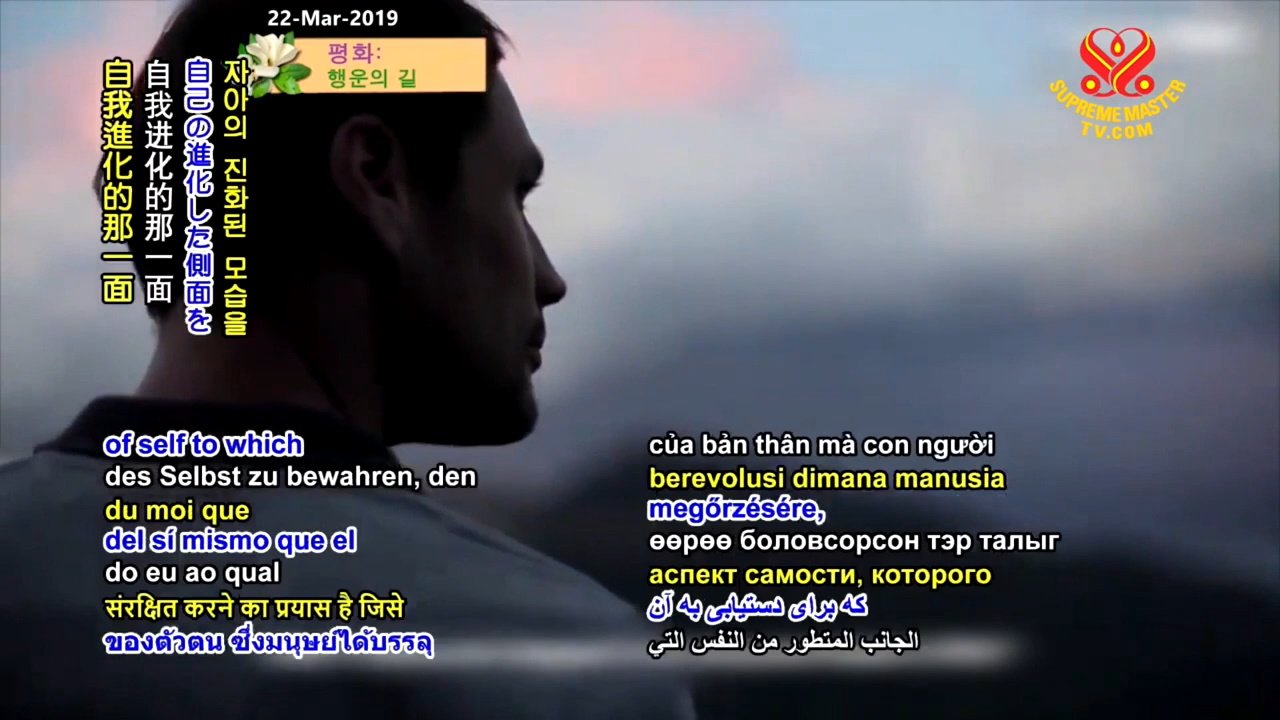 22-Mar-2019
평화:
행운의 길
SUPREME MASTER
TV.COM
自我進化的那一面
自我进化的那一面
自己の進化した側面を
자아의 진화된 모습을
of self to which
des Selbst zu bewahren, den
du moi que
del sí mismo que el
do eu ao qual
संरक्षित करने का प्रयास है जिसे
ของตัวตน ซึ่งมนุษย์ได้บรรลุ
của bản thân mà con người
berevolusi dimana manusia
megőrzésére,
өөрөө боловсорсон тэр талыг
аспект самости, которого
که برای دستیابی به آن
الجانب المتطور من النفس التي